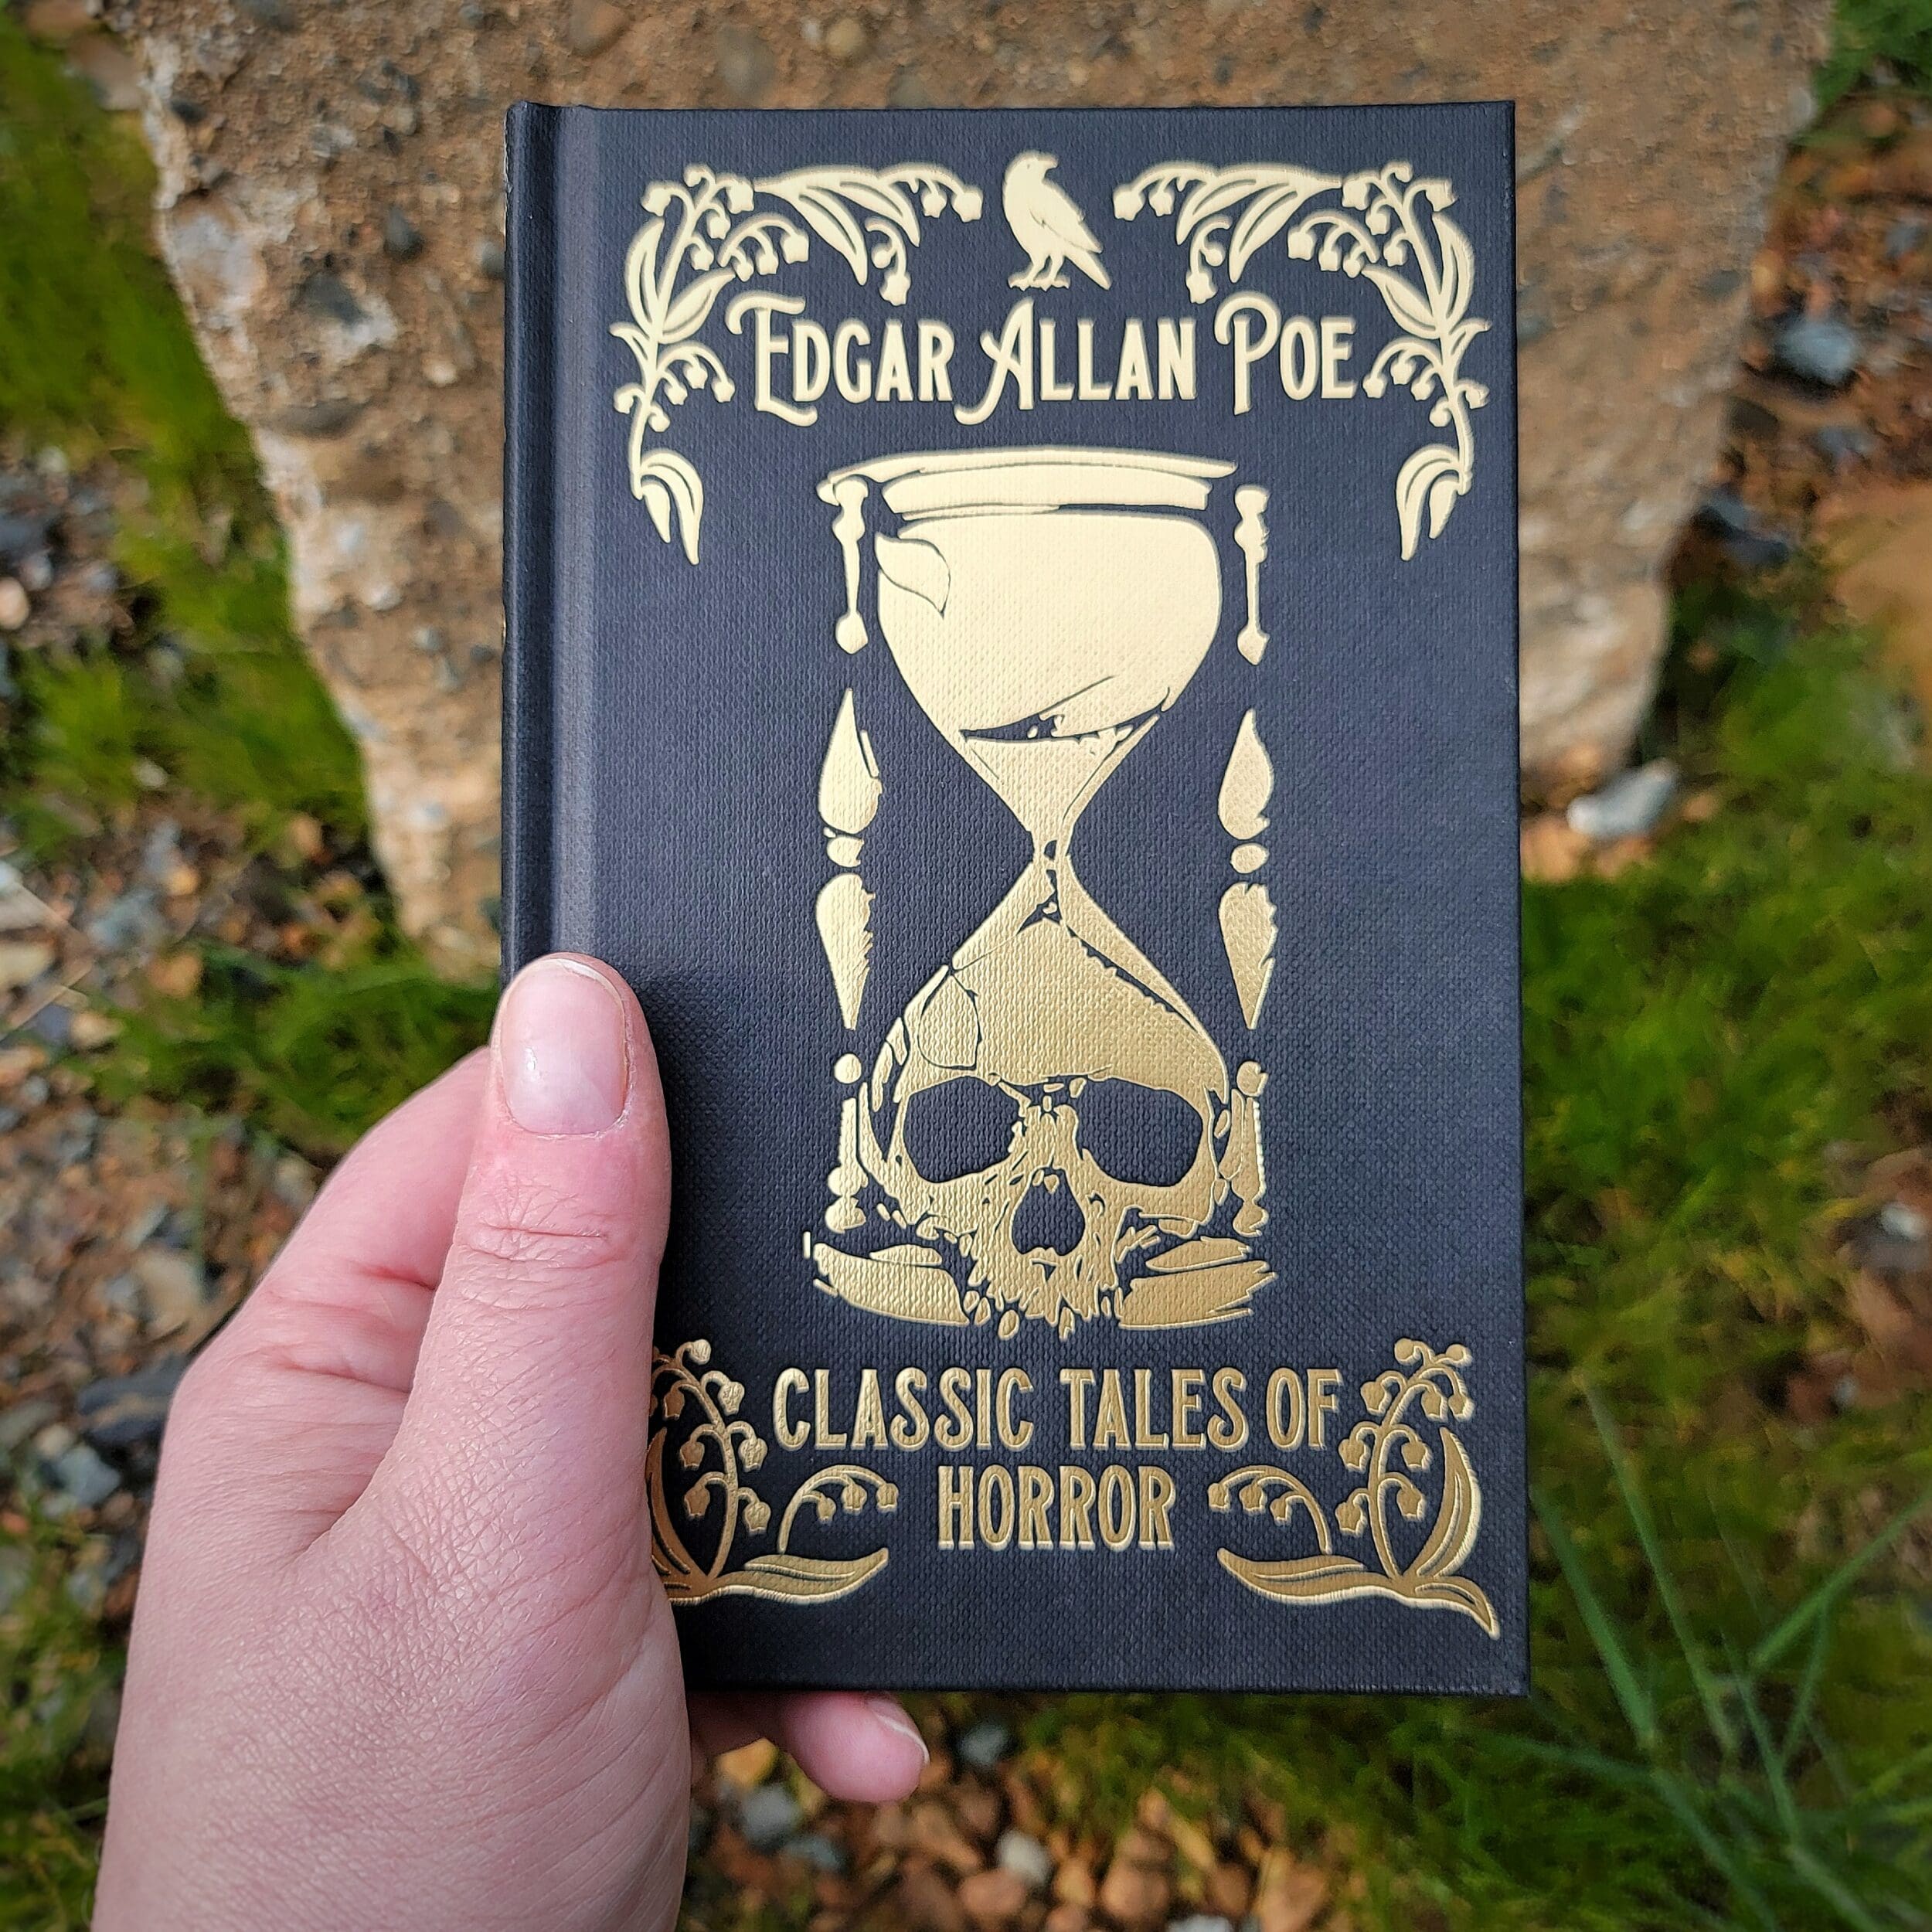 EDGAR ALLAN POE
CLASSIC TALES OF
HORROR